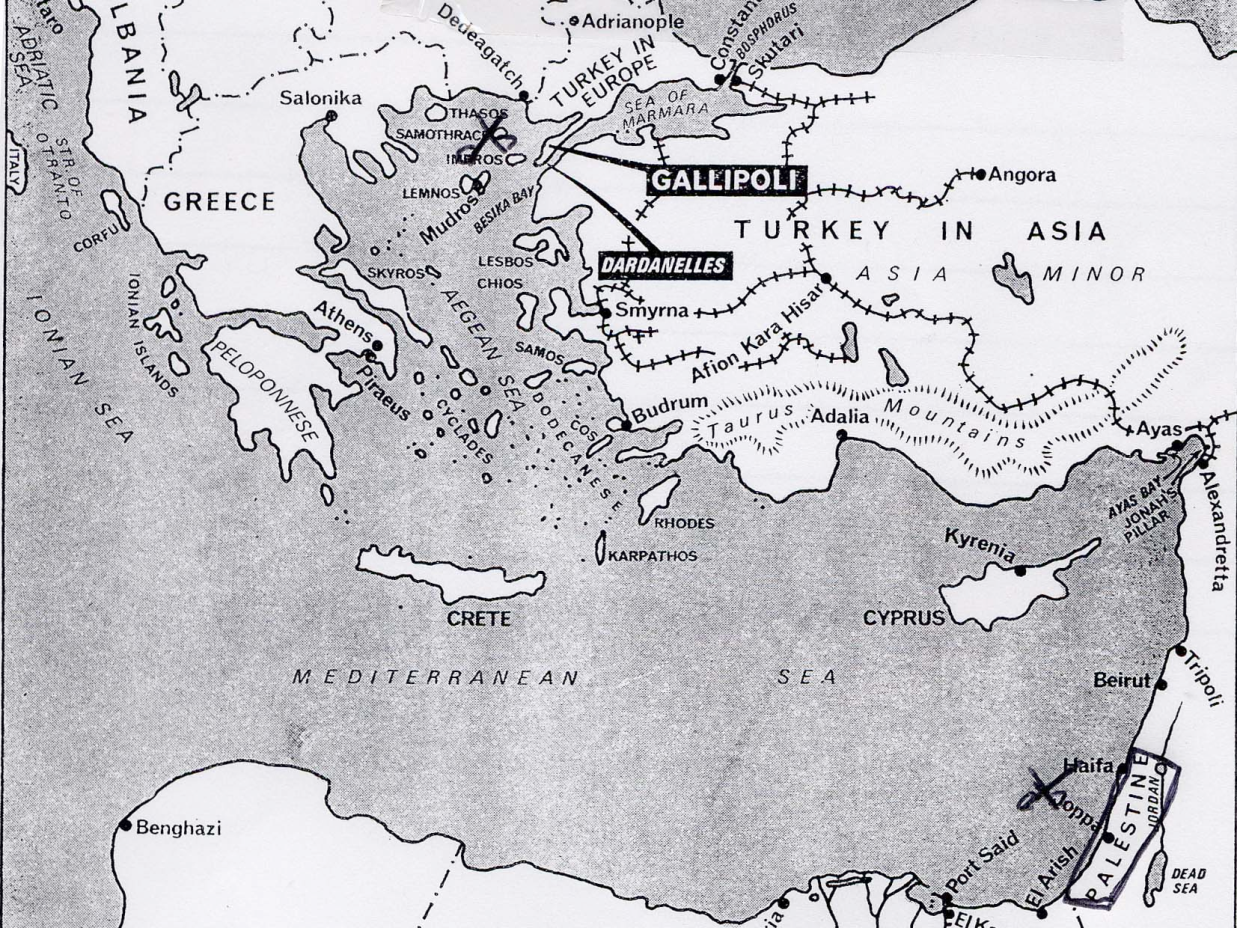 Constan
BOSPHORUS
Skutari
Adrianople
Dedeagatch
TURKEY IN
EUROPE
LBANIA
taro
ADRIATIC
SEA
STR OF
OTRANTO
ITALY
Salonika
THASOS
SAMOTHRACE
IMBROS
SEA OF
MARMARA
GALLIPOLI
Angora
GREECE
LEMNOS
Mudros
BESIKA BAY
TURKEY IN ASIA
CORFU
DARDANELLES
LESBOS
SKYROS
CHIOS
ASIA MINOR
IONIAN ISLANDS
IONIAN SEA
AEGEAN SEA
Athens
Smyrna
Afion Kara Hisar
SAMOS
PELOPONNESE
Piraeus
CYCLADES
DODECANESE
COS
Budrum
Taurus Mountains
Adalia
Ayas
AYAS BAY
JONAH'S
PILLAR
Alexandretta
RHODES
KARPATHOS
Kyrenia
CRETE
CYPRUS
MEDITERRANEAN SEA
Tripoli
Beirut
Haifa
Joppa
PALESTINE
JORDAN
Benghazi
Port Said
El Arish
DEAD
SEA
ria
El K